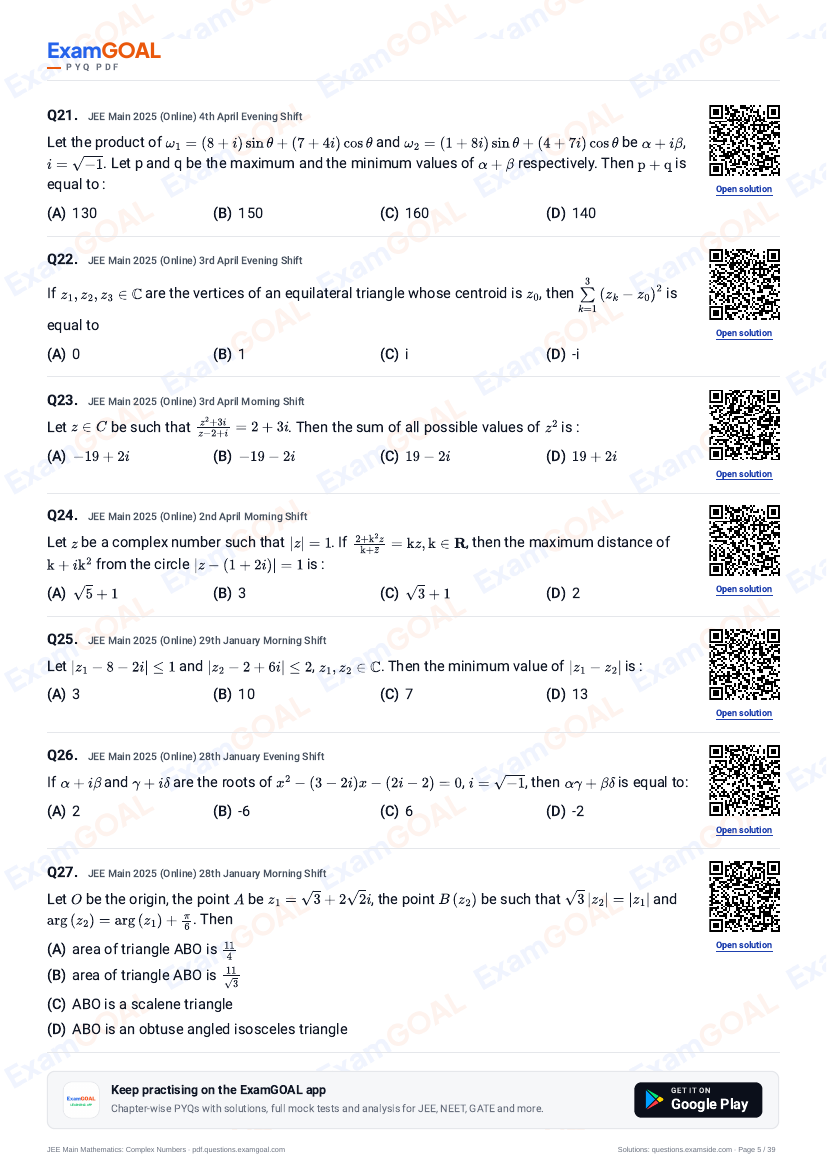 ExamGOAL
PYQ PDF
Q21. JEE Main 2025 (Online) 4th April Evening Shift
Let the product of ω₁ = (8 + i) sin θ + (7 + 4i) cos θ and ω₂ = (1 + 8i) sin θ + (4 + 7i) cos θ be α + iβ,
i = √−1. Let p and q be the maximum and the minimum values of α + β respectively. Then p + q is
equal to :
(A) 130 (B) 150 (C) 160 (D) 140
Open solution
Q22. JEE Main 2025 (Online) 3rd April Evening Shift
If z₁, z₂, z₃ ∈ ℂ are the vertices of an equilateral triangle whose centroid is z₀, then ∑_{k=1}^{3} (z_k − z₀)² is
equal to
(A) 0 (B) 1 (C) i (D) -i
Open solution
Q23. JEE Main 2025 (Online) 3rd April Morning Shift
Let z ∈ C be such that (z²+3i)/(z−2+i) = 2 + 3i. Then the sum of all possible values of z² is :
(A) −19 + 2i (B) −19 − 2i (C) 19 − 2i (D) 19 + 2i
Open solution
Q24. JEE Main 2025 (Online) 2nd April Morning Shift
Let z be a complex number such that |z| = 1. If (2+k²z)/(k+z̅) = kz, k ∈ R, then the maximum distance of
k + ik² from the circle |z − (1 + 2i)| = 1 is :
(A) √5 + 1 (B) 3 (C) √3 + 1 (D) 2
Open solution
Q25. JEE Main 2025 (Online) 29th January Morning Shift
Let |z₁ − 8 − 2i| ≤ 1 and |z₂ − 2 + 6i| ≤ 2, z₁, z₂ ∈ ℂ. Then the minimum value of |z₁ − z₂| is :
(A) 3 (B) 10 (C) 7 (D) 13
Open solution
Q26. JEE Main 2025 (Online) 28th January Evening Shift
If α + iβ and γ + iδ are the roots of x² − (3 − 2i)x − (2i − 2) = 0, i = √−1, then αγ + βδ is equal to:
(A) 2 (B) -6 (C) 6 (D) -2
Open solution
Q27. JEE Main 2025 (Online) 28th January Morning Shift
Let O be the origin, the point A be z₁ = √3 + 2√2i, the point B (z₂) be such that √3 |z₂| = |z₁| and
arg (z₂) = arg (z₁) + π/6. Then
(A) area of triangle ABO is 11/4
(B) area of triangle ABO is 11/√3
(C) ABO is a scalene triangle
(D) ABO is an obtuse angled isosceles triangle
Open solution
Keep practising on the ExamGOAL app
Chapter-wise PYQs with solutions, full mock tests and analysis for JEE, NEET, GATE and more.
GET IT ON
Google Play
JEE Main Mathematics: Complex Numbers · pdf.questions.examgoal.com
Solutions: questions.examside.com · Page 5 / 39